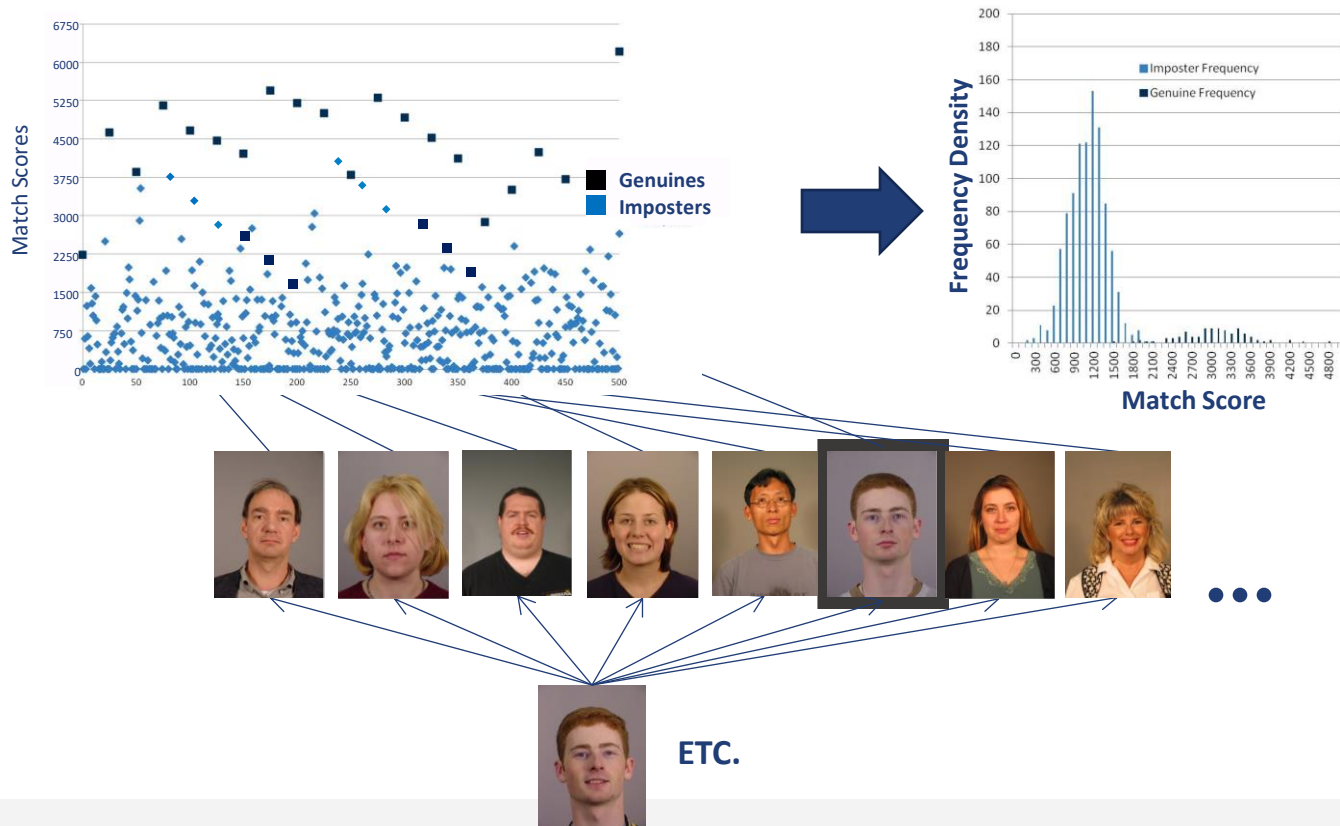 6750
6000
5250
4500
3750
3000
2250
1500
750
0
Match Scores
0 50 100 150 200 250 300 350 400 450 500
Genuines
Imposters
200
180
160
140
120
100
80
60
40
20
0
Frequency Density
Imposter Frequency
Genuine Frequency
0 300 600 900 1200 1500 1800 2100 2400 2700 3000 3300 3600 3900 4200 4500 4800
Match Score
ETC.